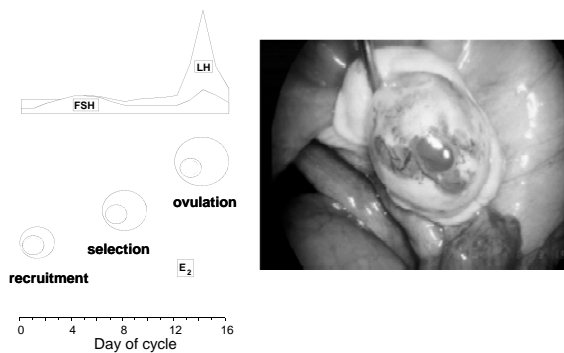 LH
FSH
ovulation
selection
E2
recruitment
0 4 8 12 16
Day of cycle